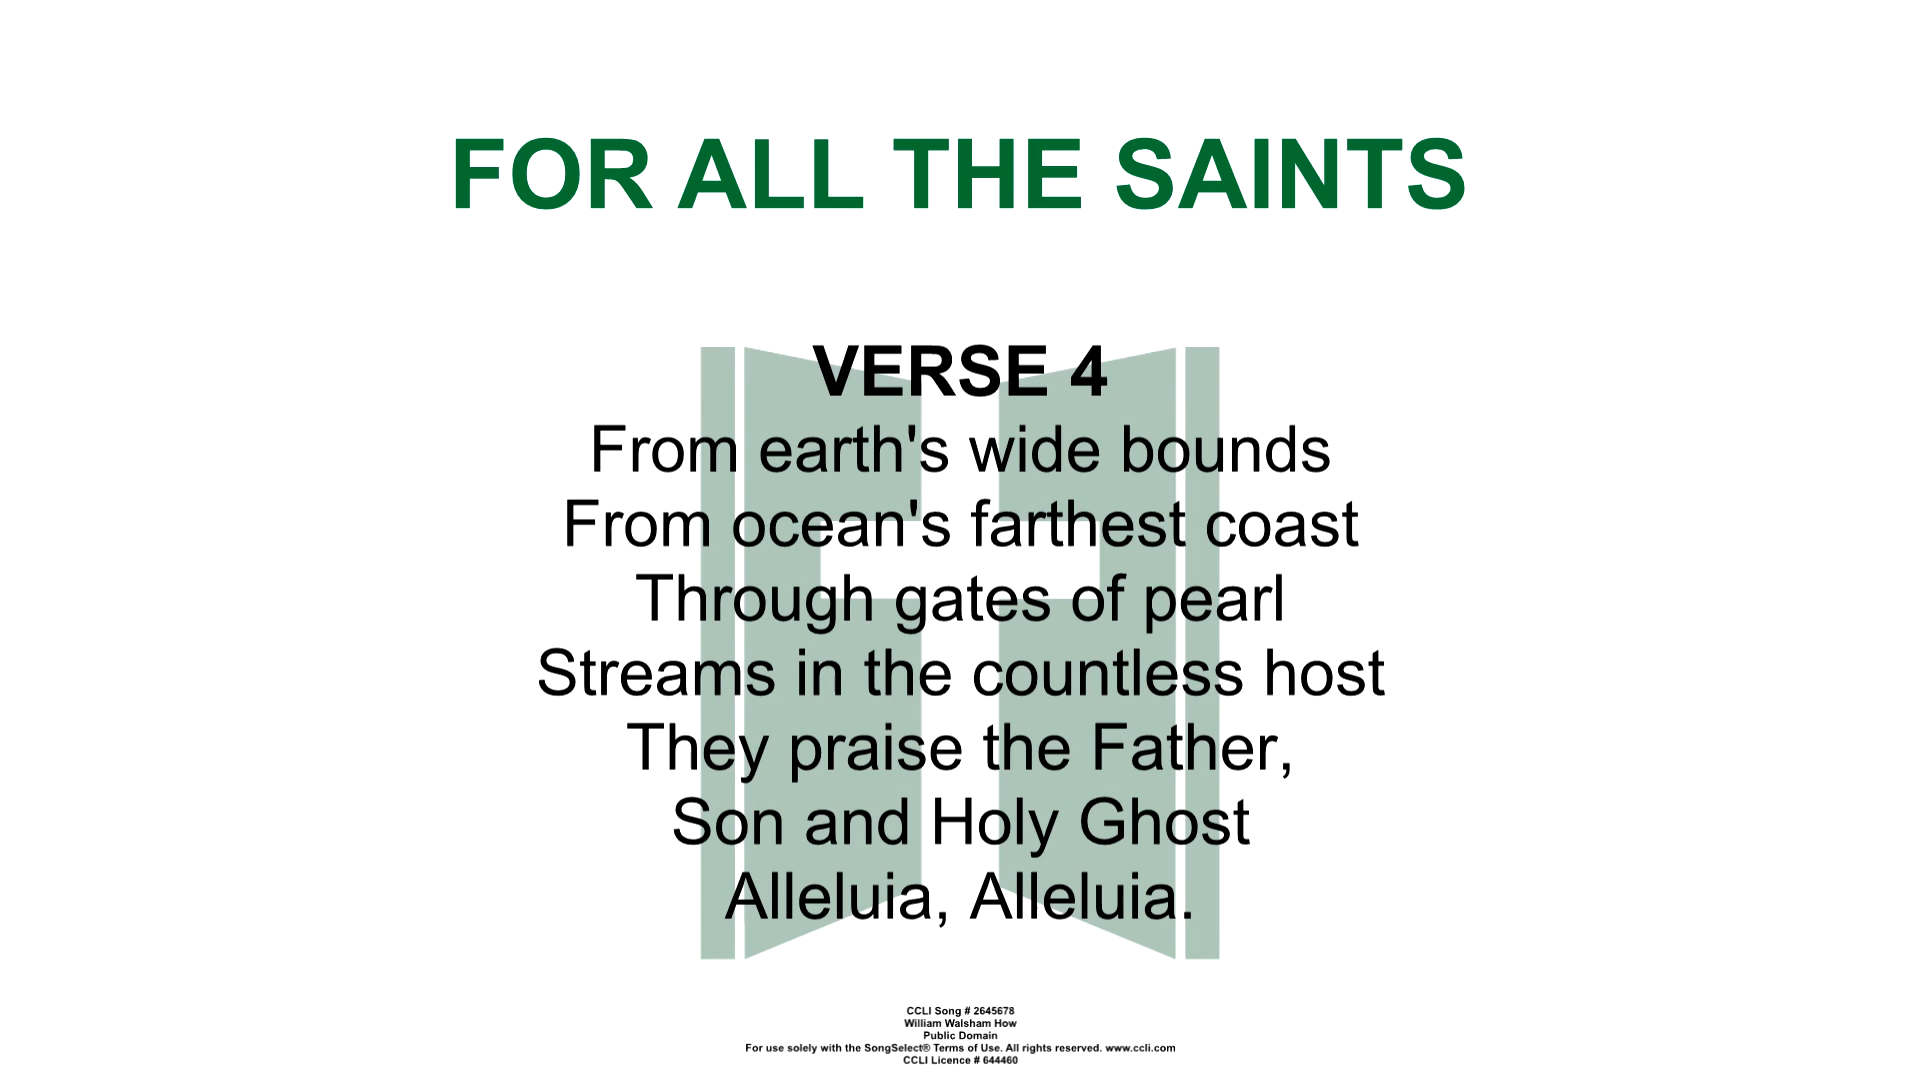 FOR ALL THE SAINTS
VERSE 4
From earth's wide bounds
From ocean's farthest coast
Through gates of pearl
Streams in the countless host
They praise the Father,
Son and Holy Ghost
Alleluia, Alleluia.
CCLI Song # 2645678
William Walsham How
Public Domain
For use solely with the SongSelect® Terms of Use. All rights reserved. www.ccli.com
CCLI Licence # 644460